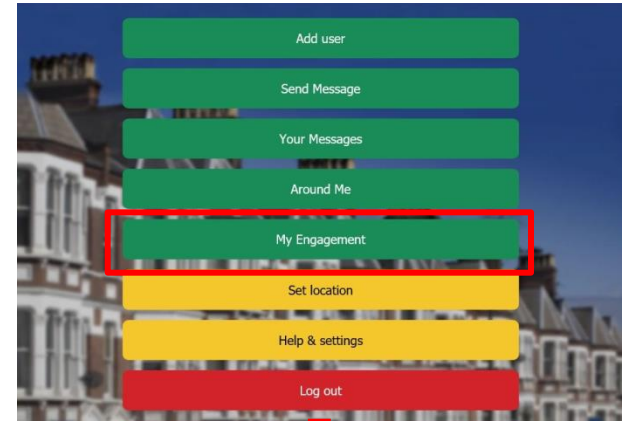 Add user
Send Message
Your Messages
Around Me
My Engagement
Set location
Help & settings
Log out